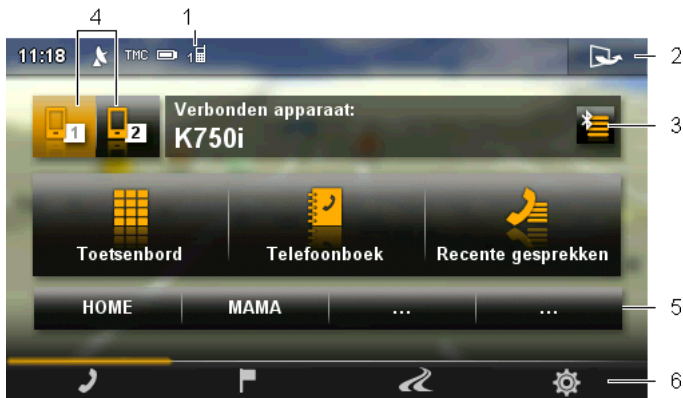 4 1
11:18 TMC 1 2
1 2 Verbonden apparaat:
K750i 3
Toetsenbord Telefoonboek Recente gesprekken
HOME MAMA ... ... 5
6